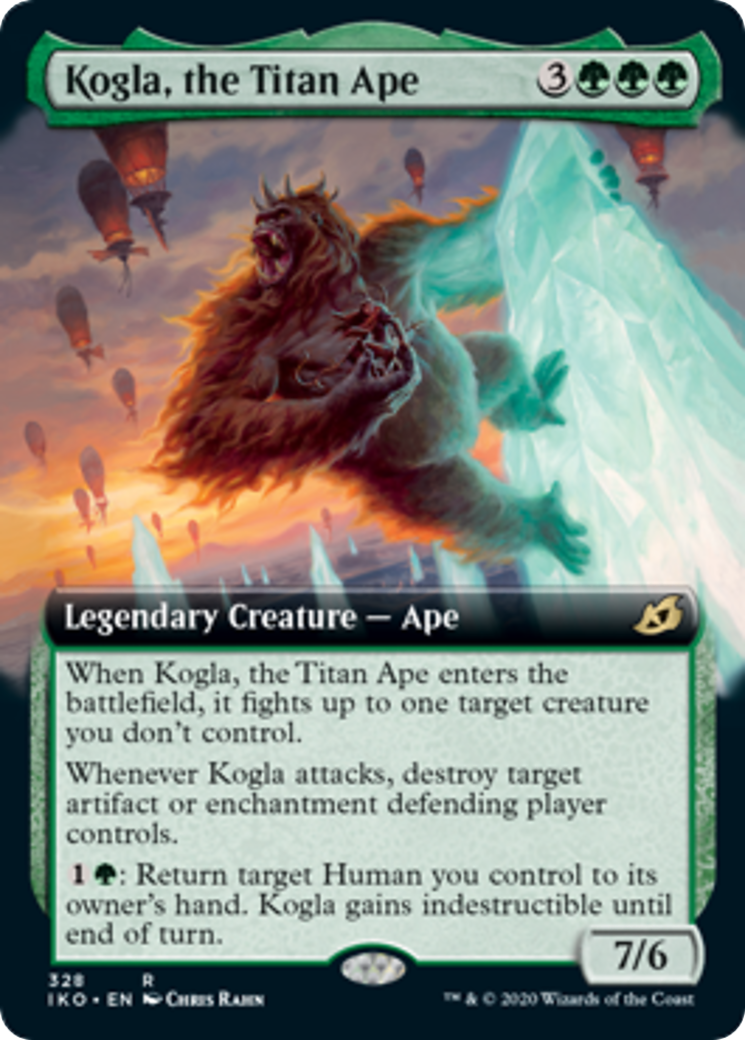 Kogla, the Titan Ape 3
Legendary Creature — Ape
When Kogla, the Titan Ape enters the
battlefield, it fights up to one target creature
you don't control.
Whenever Kogla attacks, destroy target
artifact or enchantment defending player
controls.
1 : Return target Human you control to its
owner's hand. Kogla gains indestructible until
end of turn.
7/6
328 R
IKO • EN Chris Rahn
™ & © 2020 Wizards of the Coast